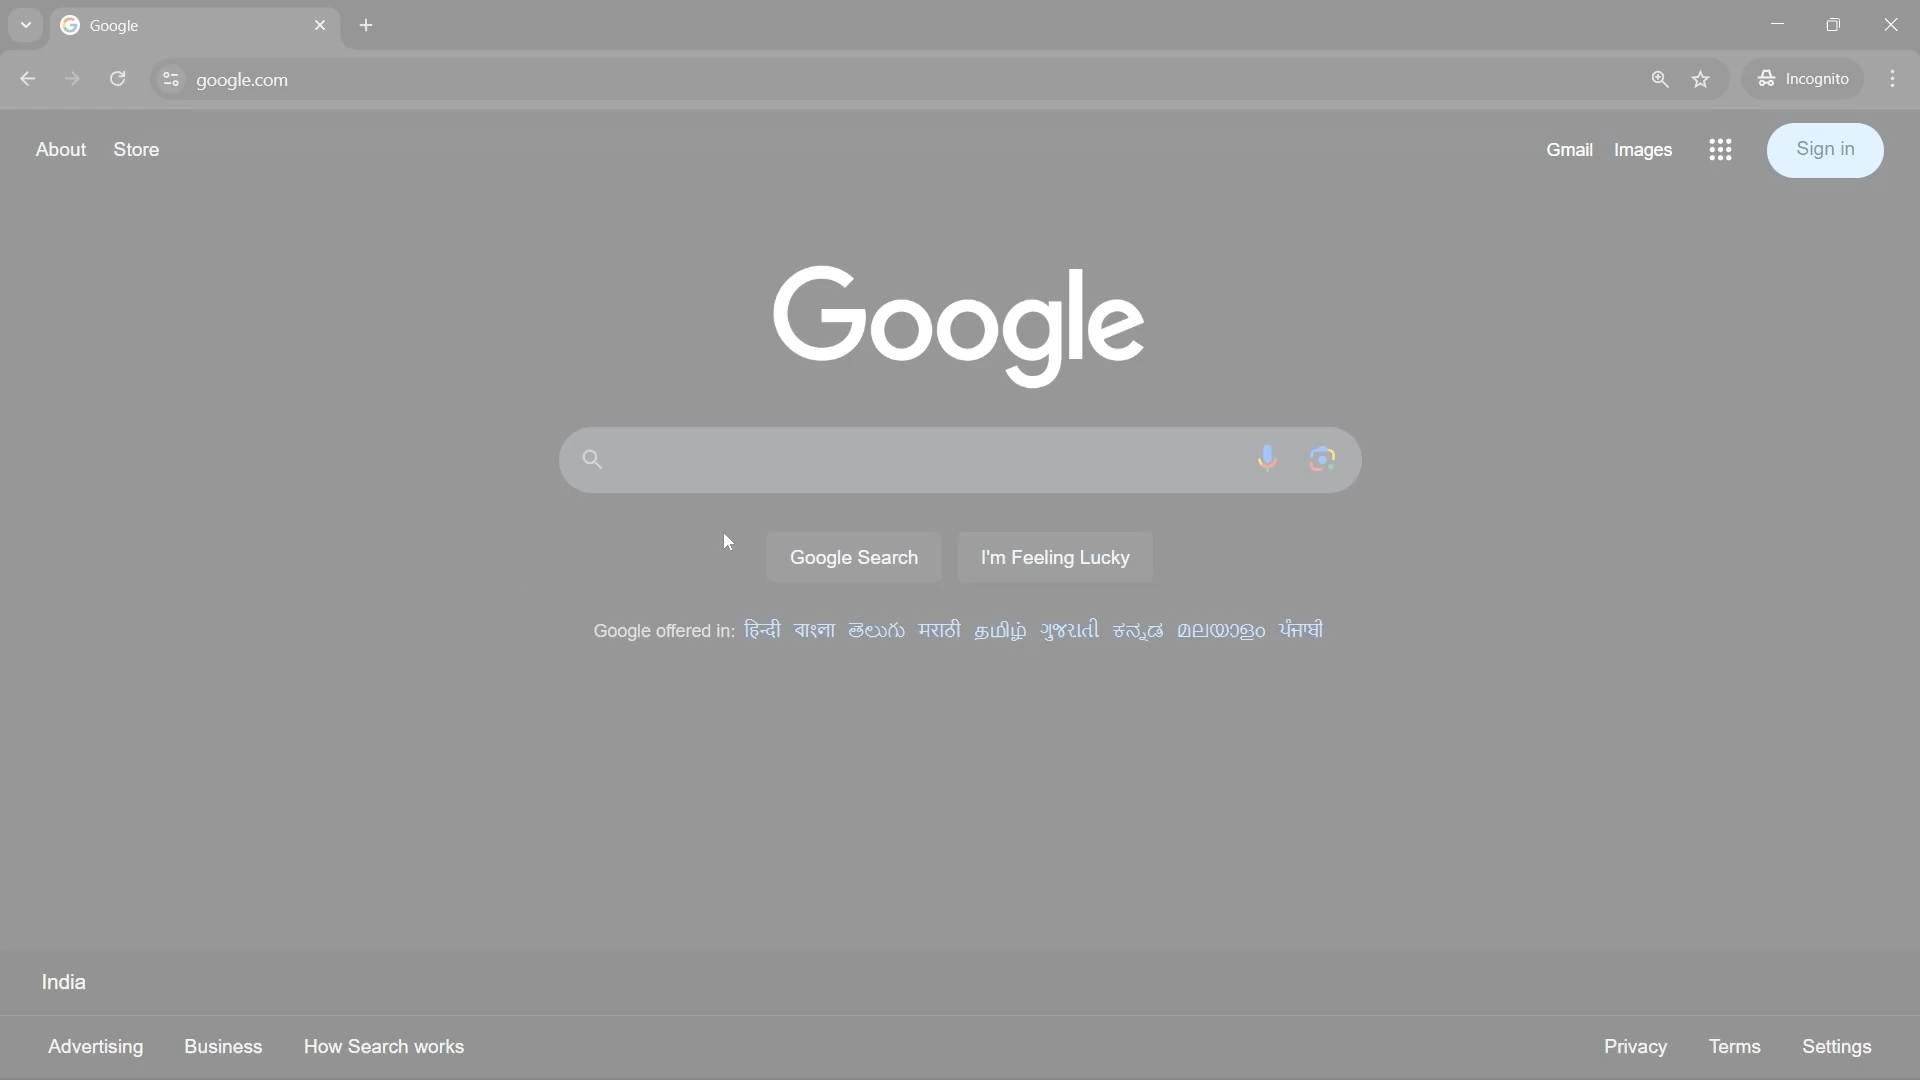 Google
google.com
Incognito
About Store
Gmail Images Sign in
Google
Google Search I'm Feeling Lucky
Google offered in: हिन्दी বাংলা తెలుగు मराठी தமிழ் ગુજરાતી ಕನ್ನಡ മലയാളം ਪੰਜਾਬੀ
India
Advertising Business How Search works
Privacy Terms Settings